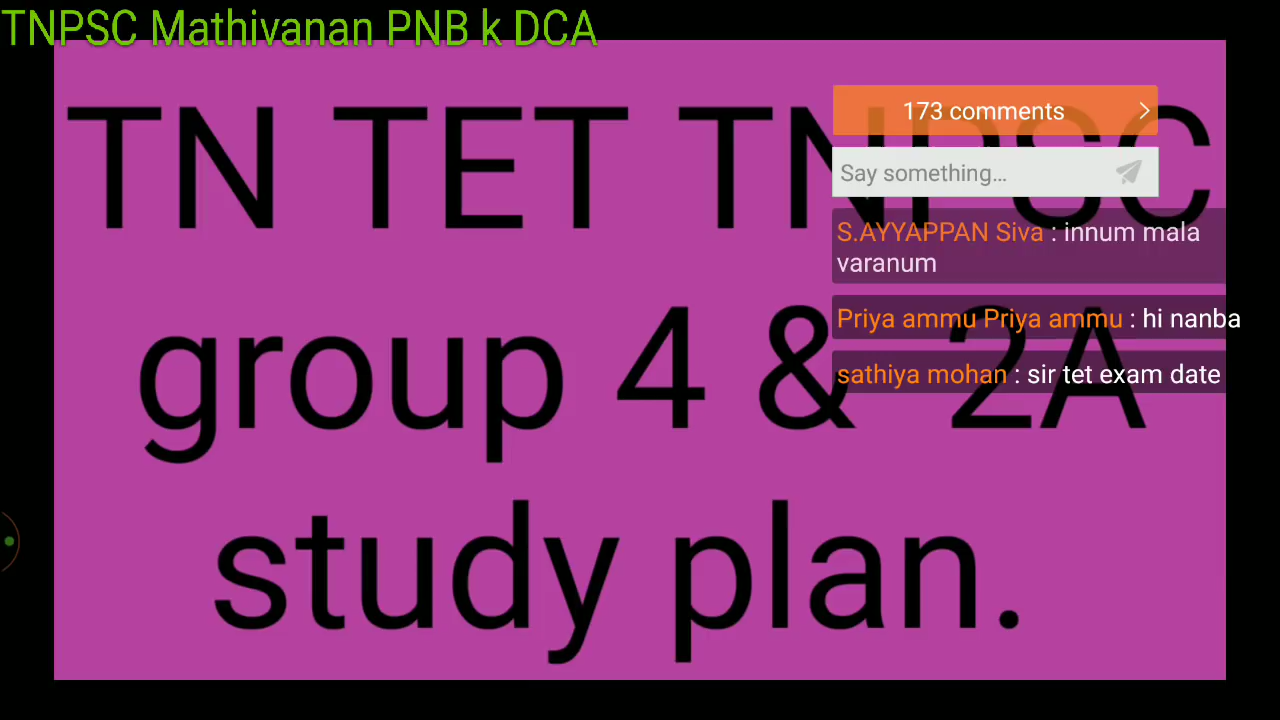 TNPSC Mathivanan PNB k DCA
TN TET TNPSC
173 comments
Say something...
S.AYYAPPAN Siva : innum mala
varanum
Priya ammu Priya ammu : hi nanba
sathiya mohan : sir tet exam date
group 4 & 2A
study plan.